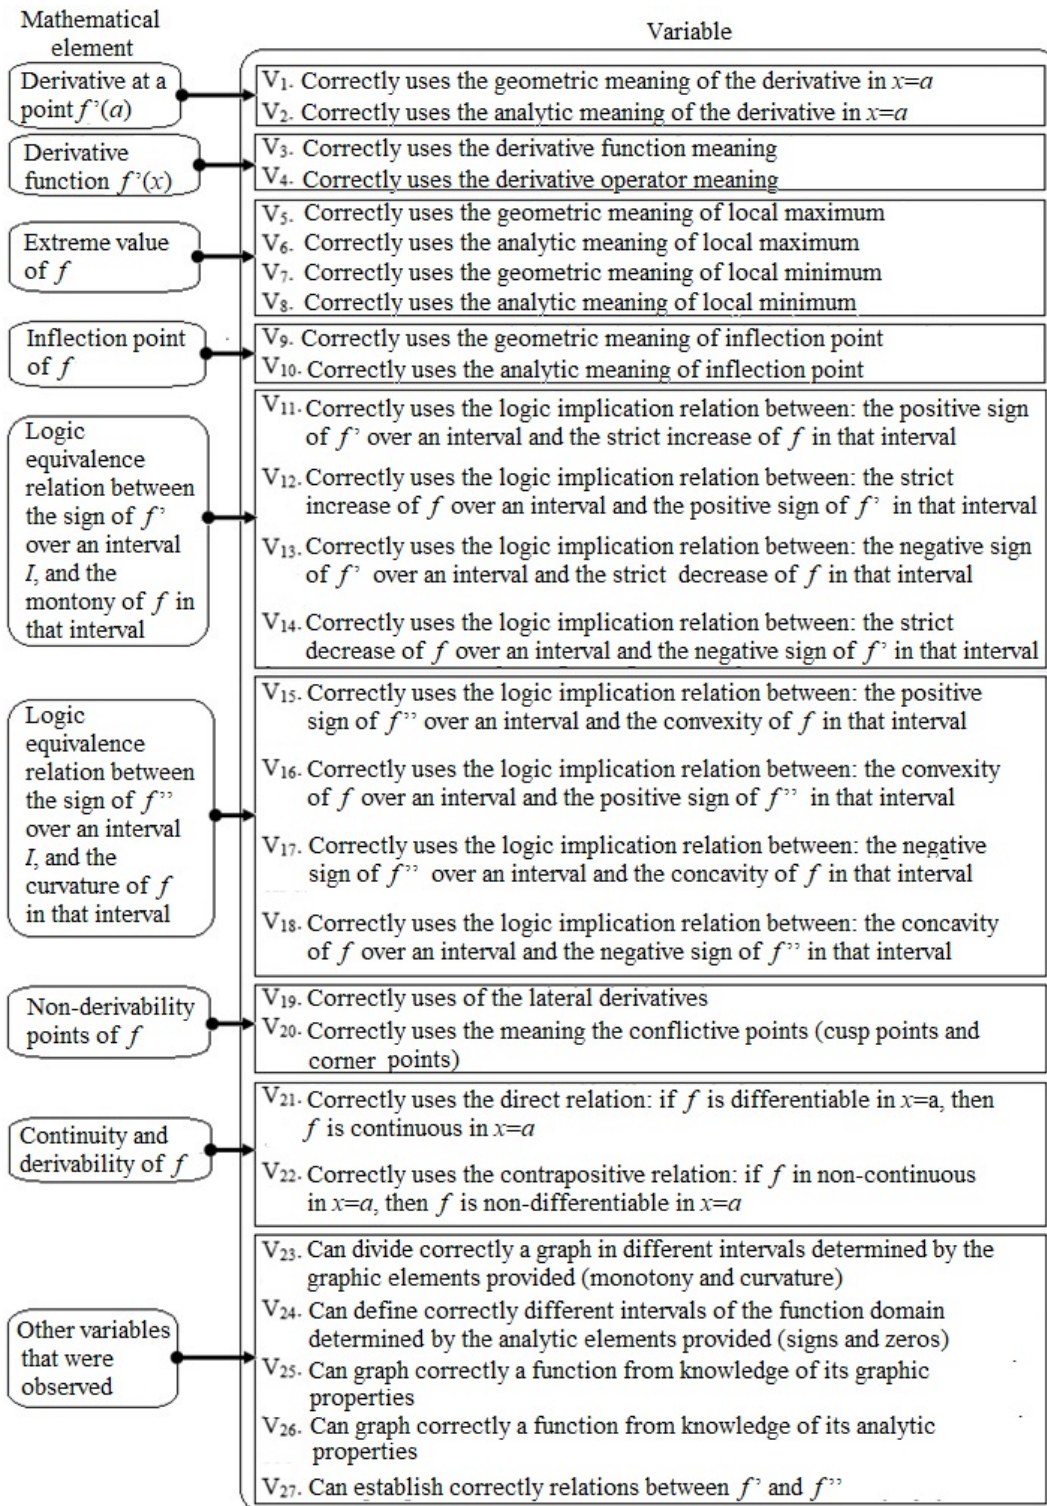 Mathematical
element
Variable
Derivative at a
point f’(a)
V1. Correctly uses the geometric meaning of the derivative in x=a
V2. Correctly uses the analytic meaning of the derivative in x=a
Derivative
function f’(x)
V3. Correctly uses the derivative function meaning
V4. Correctly uses the derivative operator meaning
Extreme value
of f
V5. Correctly uses the geometric meaning of local maximum
V6. Correctly uses the analytic meaning of local maximum
V7. Correctly uses the geometric meaning of local minimum
V8. Correctly uses the analytic meaning of local minimum
Inflection point
of f
V9. Correctly uses the geometric meaning of inflection point
V10. Correctly uses the analytic meaning of inflection point
Logic
equivalence
relation between
the sign of f’
over an interval
I, and the
montony of f in
that interval
V11. Correctly uses the logic implication relation between: the positive sign
of f’ over an interval and the strict increase of f in that interval
V12. Correctly uses the logic implication relation between: the strict
increase of f over an interval and the positive sign of f’ in that interval
V13. Correctly uses the logic implication relation between: the negative sign
of f’ over an interval and the strict decrease of f in that interval
V14. Correctly uses the logic implication relation between: the strict
decrease of f over an interval and the negative sign of f’ in that interval
Logic
equivalence
relation between
the sign of f’’
over an interval
I, and the
curvature of f
in that interval
V15. Correctly uses the logic implication relation between: the positive
sign of f’’ over an interval and the convexity of f in that interval
V16. Correctly uses the logic implication relation between: the convexity
of f over an interval and the positive sign of f’’ in that interval
V17. Correctly uses the logic implication relation between: the negative
sign of f’’ over an interval and the concavity of f in that interval
V18. Correctly uses the logic implication relation between: the concavity
of f over an interval and the negative sign of f’’ in that interval
Non-derivability
points of f
V19. Correctly uses of the lateral derivatives
V20. Correctly uses the meaning the conflictive points (cusp points and
corner points)
Continuity and
derivability of f
V21. Correctly uses the direct relation: if f is differentiable in x=a, then
f is continuous in x=a
V22. Correctly uses the contrapositive relation: if f in non-continuous
in x=a, then f is non-differentiable in x=a
Other variables
that were
observed
V23. Can divide correctly a graph in different intervals determined by the
graphic elements provided (monotony and curvature)
V24. Can define correctly different intervals of the function domain
determined by the analytic elements provided (signs and zeros)
V25. Can graph correctly a function from knowledge of its graphic
properties
V26. Can graph correctly a function from knowledge of its analytic
properties
V27. Can establish correctly relations between f’ and f’’